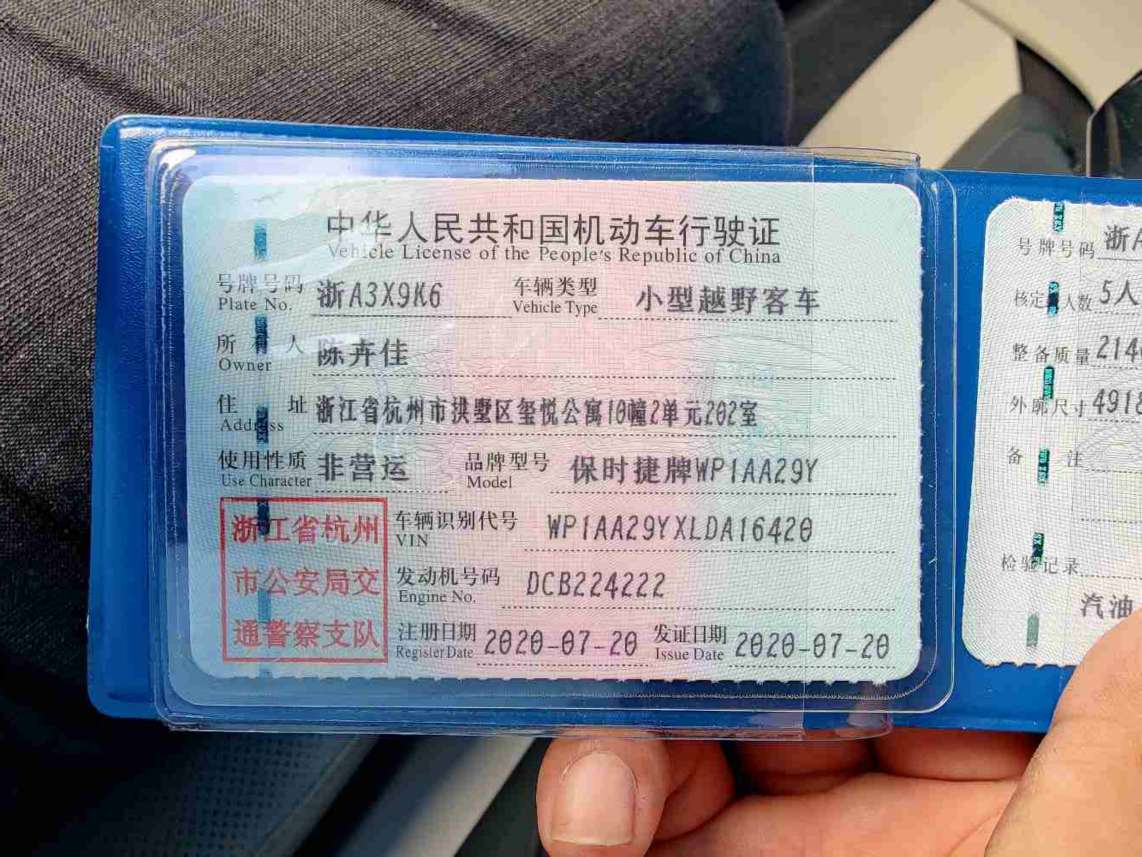 中华人民共和国机动车行驶证
Vehicle License of the People's Republic of China
号牌号码 浙A3X9K6 车辆类型 小型越野客车
Plate No. Vehicle Type
所有人 陈卉佳
Owner
住址 浙江省杭州市拱墅区玺悦公寓10幢2单元202室
Address
使用性质 非营运 品牌型号 保时捷牌WP1AA29Y
Use Character Model
浙江省杭州
市公安局交
通警察支队
车辆识别代号 WP1AA29YXLDA16420
VIN
发动机号码 DCB224222
Engine No.
注册日期 2020-07-20 发证日期 2020-07-20
Register Date Issue Date
号牌号码 浙A
核定载人数 5人
整备质量 214
外廓尺寸 491
备注
检验记录
汽油